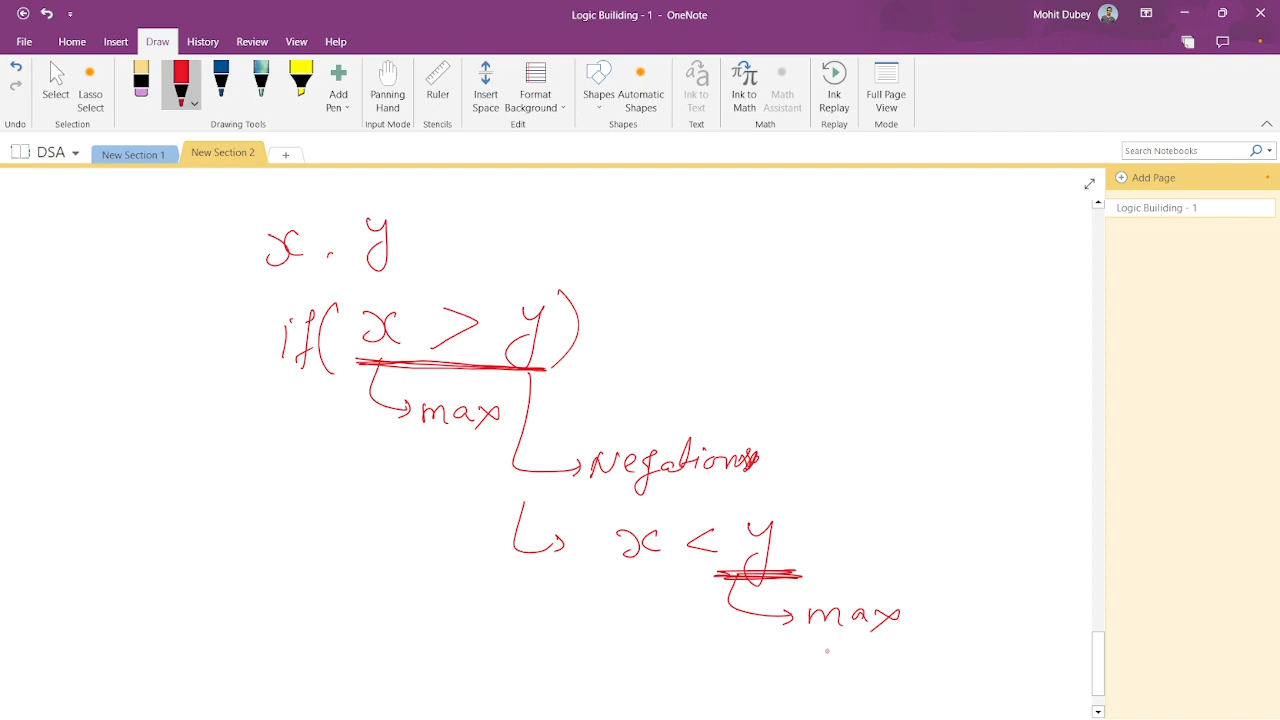 Logic Building - 1 - OneNote
Mohit Dubey
File Home Insert Draw History Review View Help
Undo
Select
Lasso Select
Add Pen
Panning Hand
Ruler
Insert Space
Format Background
Shapes
Automatic Shapes
Ink to Text
Ink to Math
Math Assistant
Ink Replay
Full Page View
Selection Drawing Tools Input Mode Stencils Edit Shapes Text Math Replay Mode
DSA New Section 1 New Section 2 +
Search Notebooks
Add Page
Logic Builiding - 1
x . y
if( x > y )
max
Negation
x < y
max